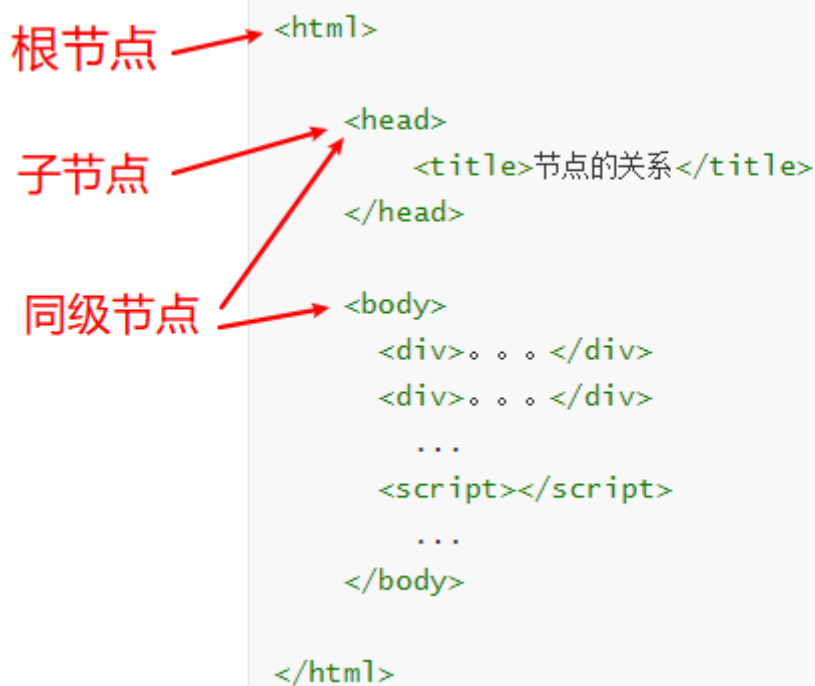 根节点
<html>
子节点
<head>
<title>节点的关系</title>
</head>
同级节点
<body>
<div>。。。</div>
<div>。。。</div>
...
<script></script>
...
</body>
</html>